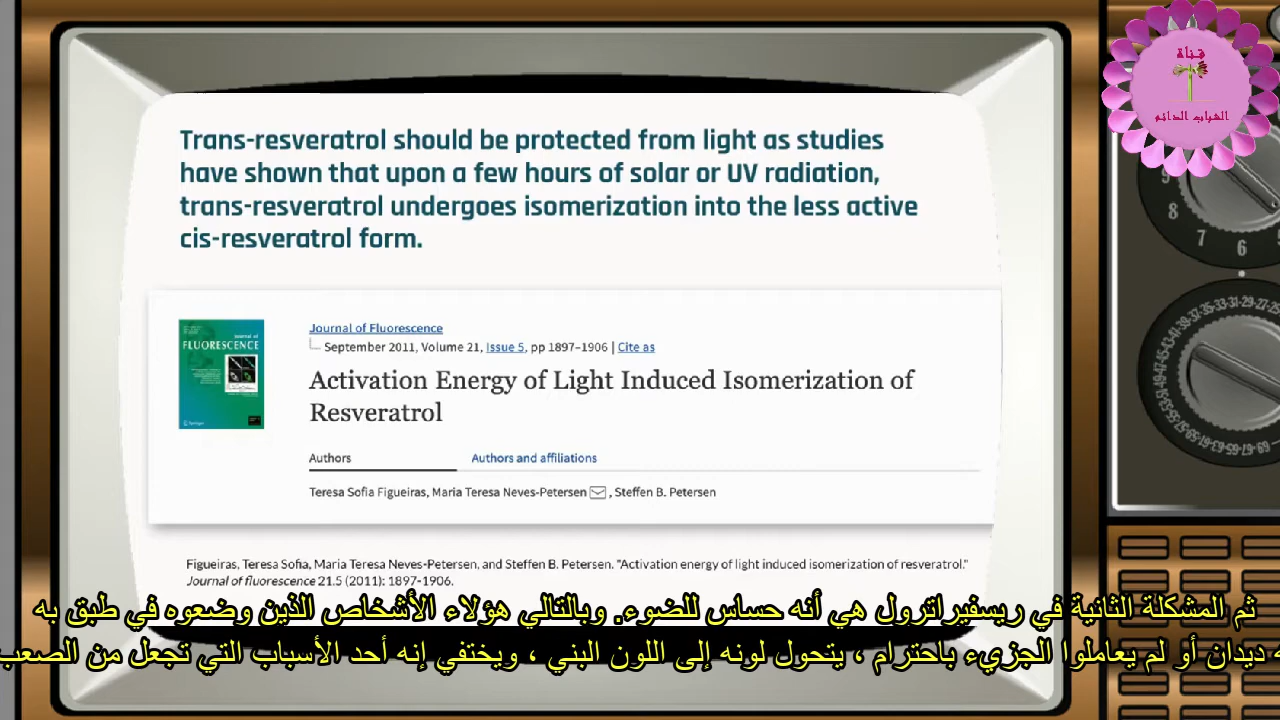 قناة
الشباب الدائم
Trans-resveratrol should be protected from light as studies
have shown that upon a few hours of solar or UV radiation,
trans-resveratrol undergoes isomerization into the less active
cis-resveratrol form.
FLUORESCENCE
Journal of Fluorescence
September 2011, Volume 21, Issue 5, pp 1897–1906 | Cite as
Activation Energy of Light Induced Isomerization of
Resveratrol
Authors
Authors and affiliations
Teresa Sofia Figueiras, Maria Teresa Neves-Petersen, Steffen B. Petersen
Figueiras, Teresa Sofia, Maria Teresa Neves-Petersen, and Steffen B. Petersen. "Activation energy of light induced isomerization of resveratrol."
Journal of fluorescence 21.5 (2011): 1897-1906.
ثم المشكلة الثانية في ريسفيراترول هي أنه حساس للضوء. وبالتالي هؤلاء الأشخاص الذين وضعوه في طبق به
ديدان أو لم يعاملوا الجزيء باحترام ، يتحول لونه إلى اللون البني ، ويختفي إنه أحد الأسباب التي تجعل من الصعب
8
7
6